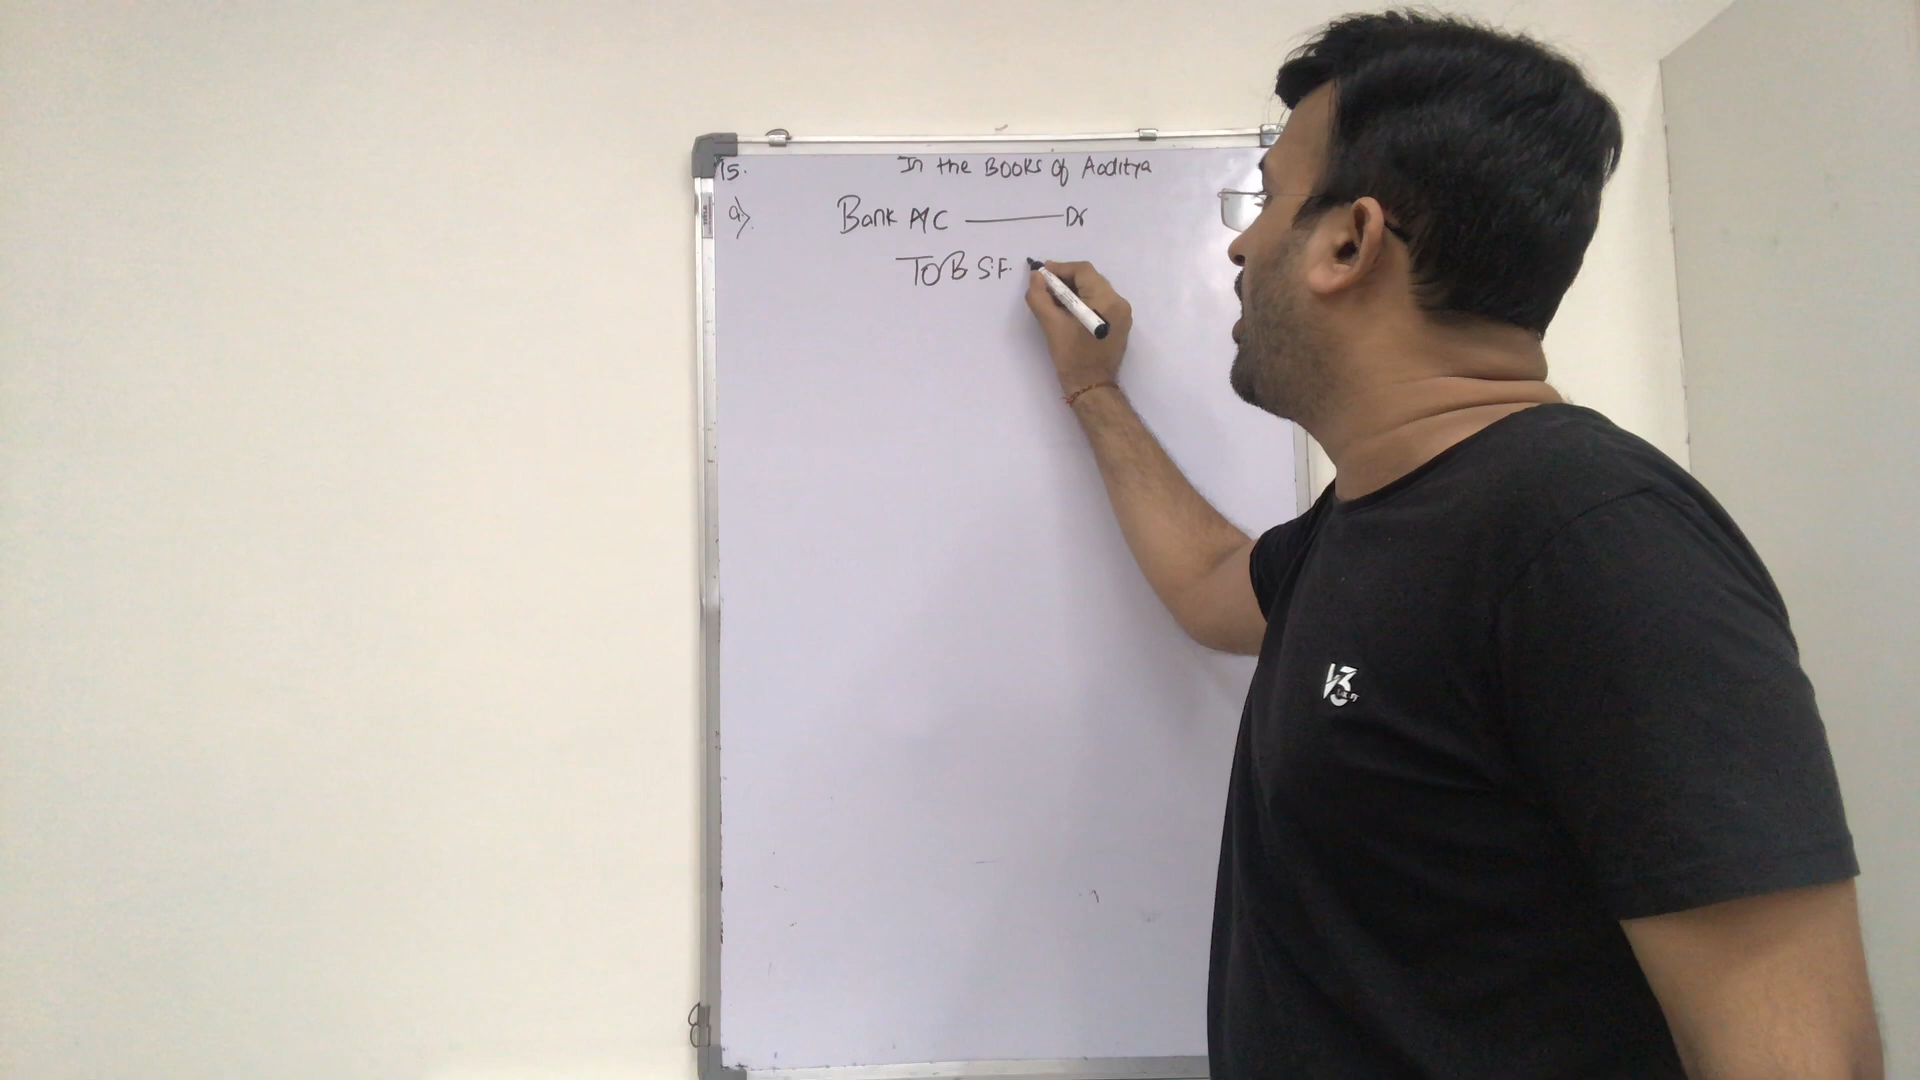 15. In the Books of Aaditya
a) Bank A/C ———— Dr
To B S.F.